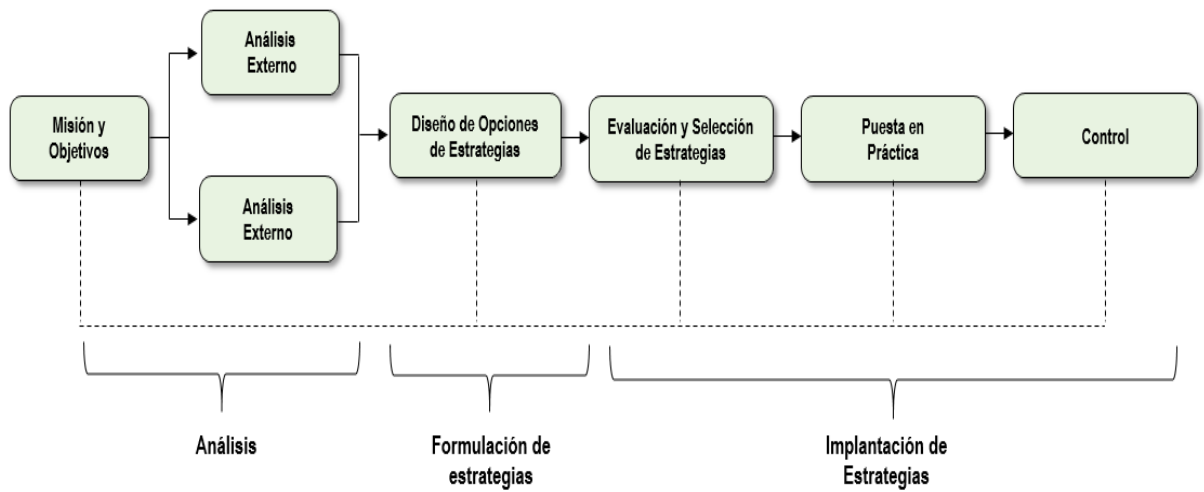 Análisis
Externo
Misión y
Objetivos
Análisis
Externo
Diseño de Opciones
de Estrategias
Evaluación y Selección
de Estrategias
Puesta en
Práctica
Control
Análisis
Formulación de
estrategias
Implantación de
Estrategias